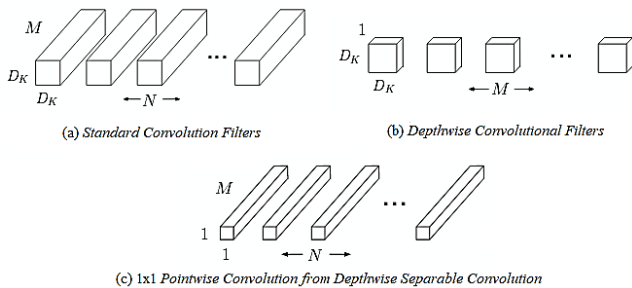 M
D_K
D_K
N
...
(a) Standard Convolution Filters
1
D_K
D_K
M
...
(b) Depthwise Convolutional Filters
M
1
1
N
...
(c) 1x1 Pointwise Convolution from Depthwise Separable Convolution